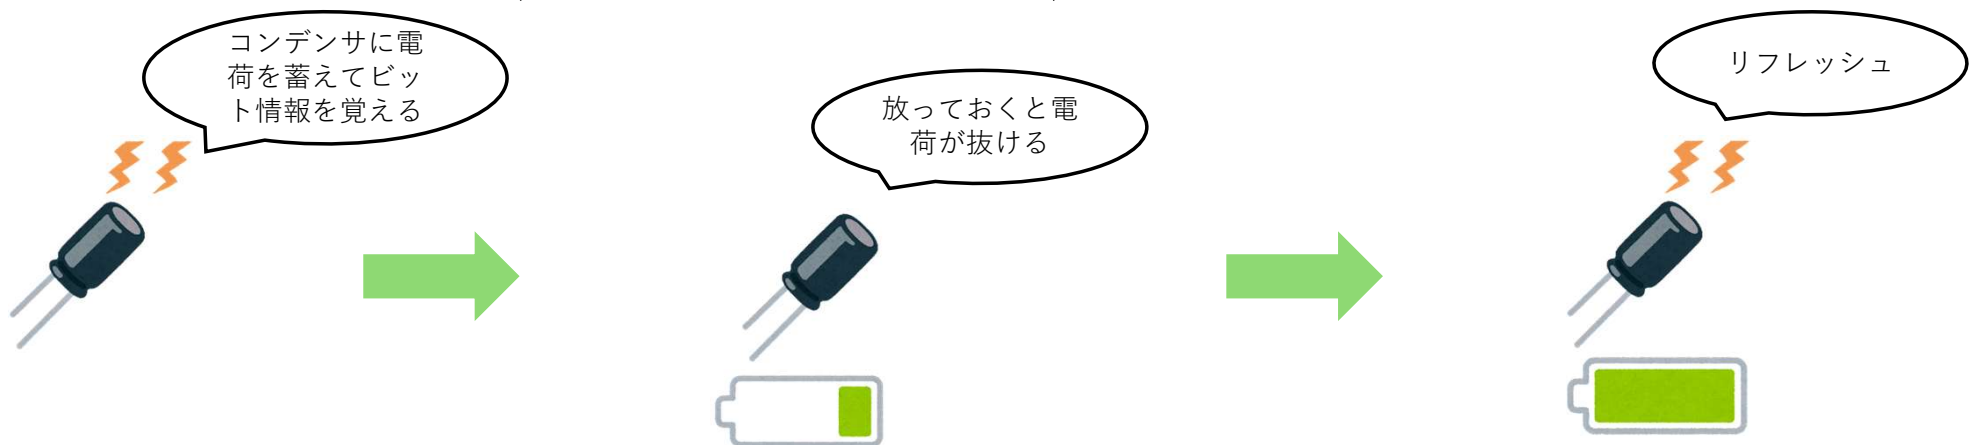 コンデンサに電
荷を蓄えてビッ
ト情報を覚える
放っておくと電
荷が抜ける
リフレッシュ